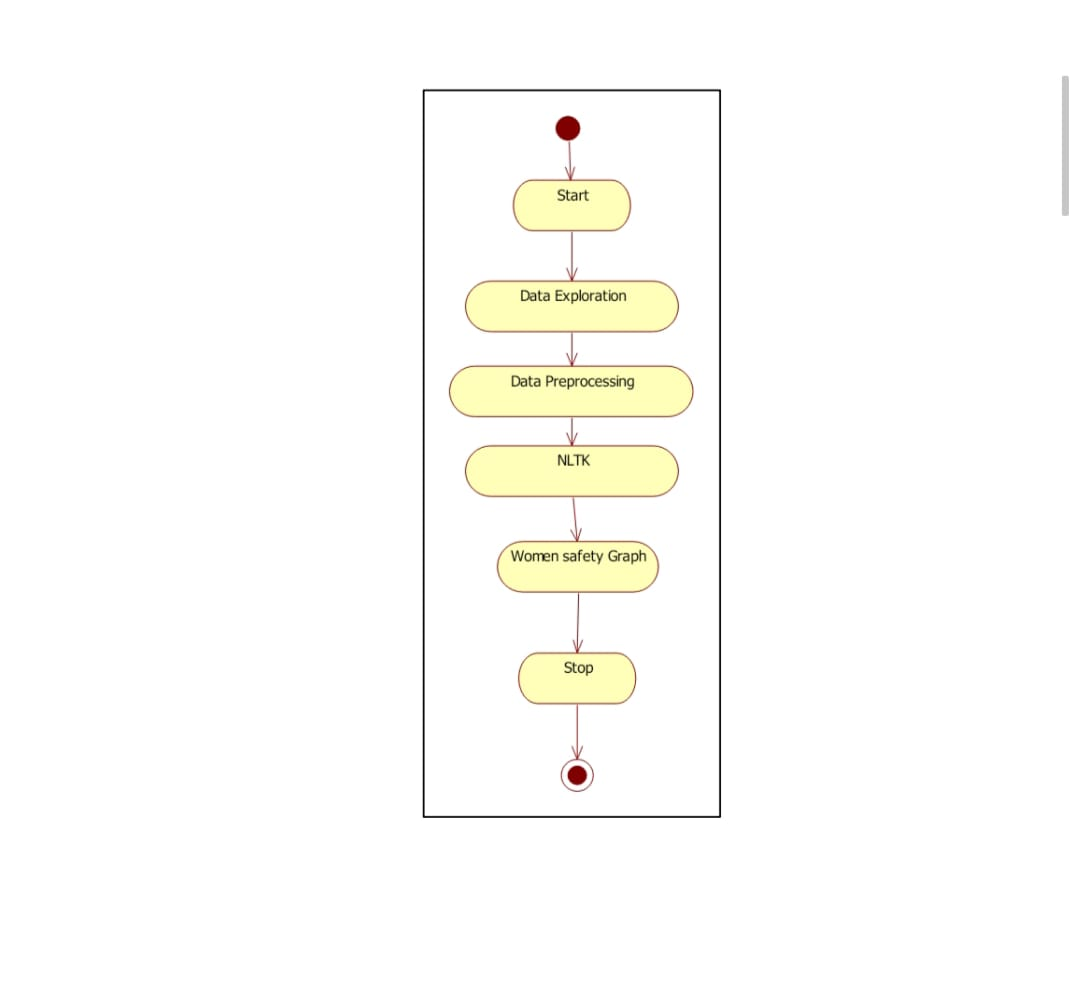 Start
Data Exploration
Data Preprocessing
NLTK
Women safety Graph
Stop